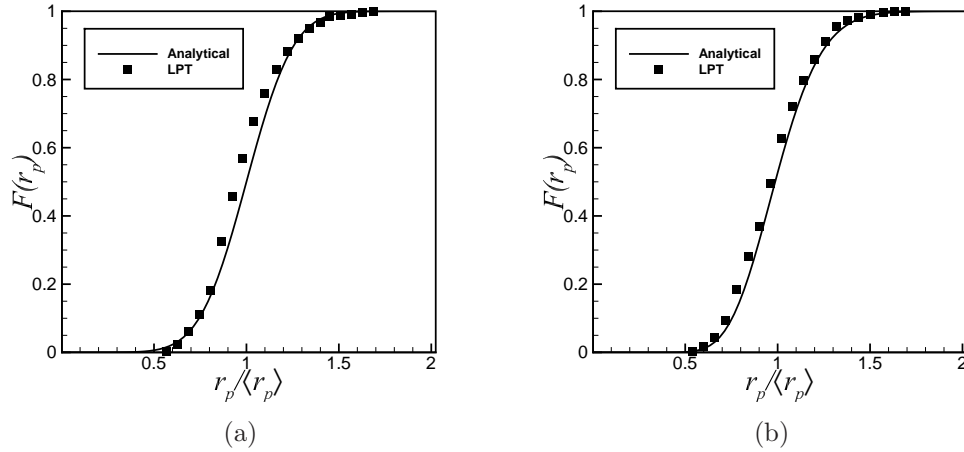 1
0.8
0.6
0.4
0.2
0
F(r_p)
Analytical
LPT
0.5 1 1.5 2
r_p/⟨r_p⟩
(a)
1
0.8
0.6
0.4
0.2
0
F(r_p)
Analytical
LPT
0.5 1 1.5 2
r_p/⟨r_p⟩
(b)